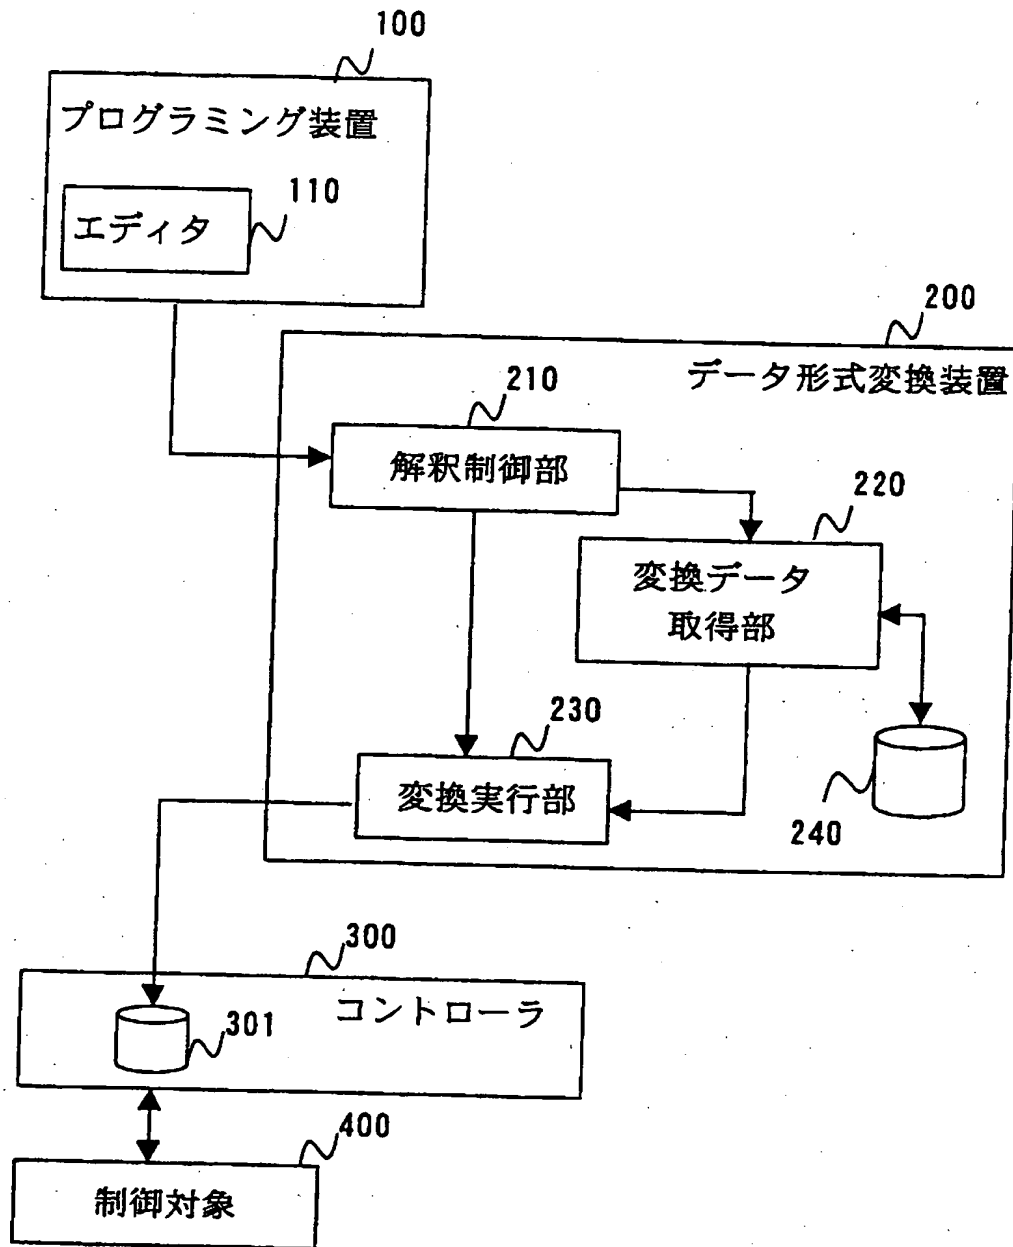 100
プログラミング装置
110
エディタ
200
データ形式変換装置
210
解釈制御部
220
変換データ
取得部
230
変換実行部
240
300
コントローラ
301
400
制御対象